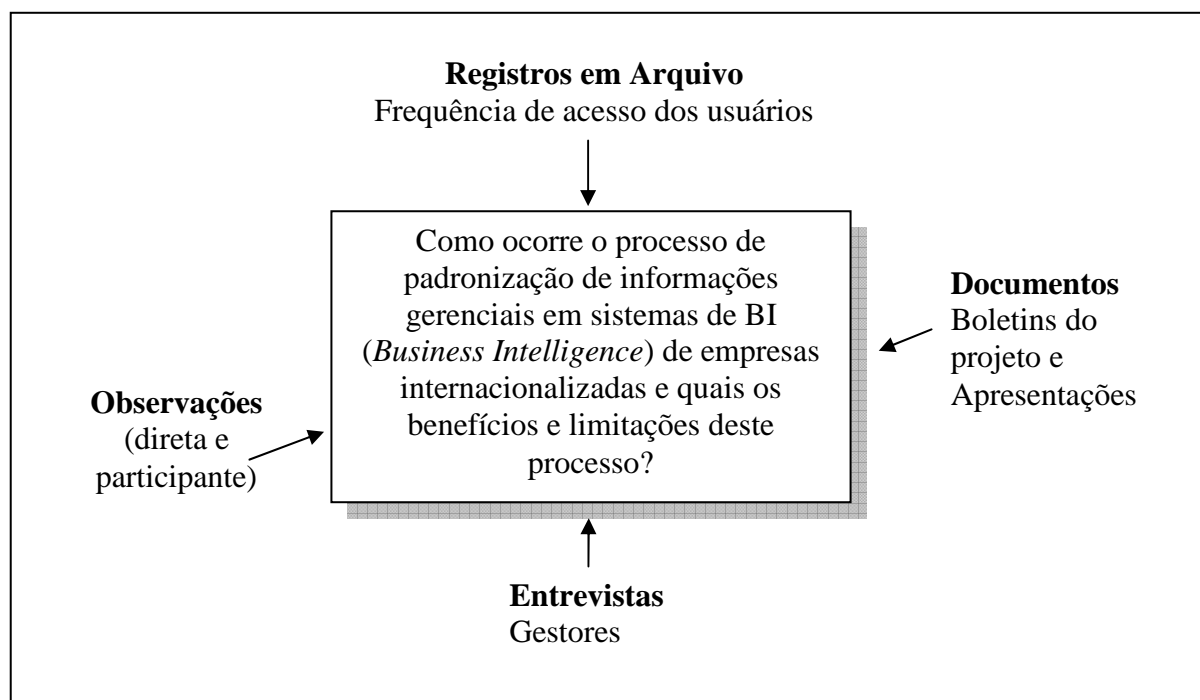 Registros em Arquivo
Frequência de acesso dos usuários
Como ocorre o processo de
padronização de informações
gerenciais em sistemas de BI
(Business Intelligence) de empresas
internacionalizadas e quais os
benefícios e limitações deste
processo?
Documentos
Boletins do
projeto e
Apresentações
Observações
(direta e
participante)
Entrevistas
Gestores